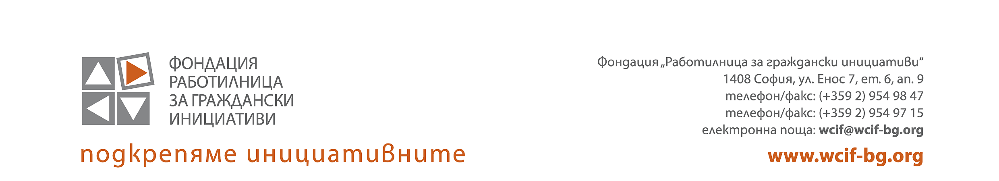 ФОНДАЦИЯ
РАБОТИЛНИЦА
ЗА ГРАЖДАНСКИ
ИНИЦИАТИВИ
подкрепяме инициативните
Фондация „Работилница за граждански инициативи“
1408 София, ул. Енос 7, ет. 6, ап. 9
телефон/факс: (+359 2) 954 98 47
телефон/факс: (+359 2) 954 97 15
електронна поща: wcif@wcif-bg.org
www.wcif-bg.org